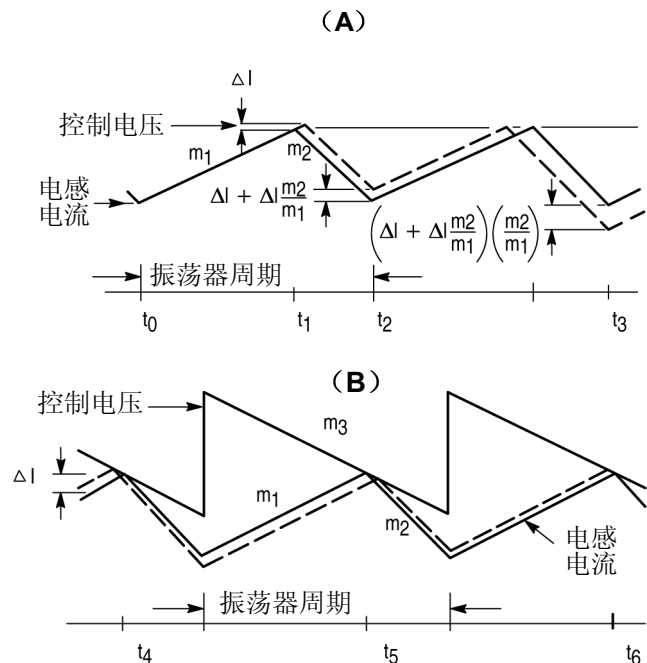 （A）
△I
控制电压
m1
m2
电感
电流
ΔI + ΔI m2/m1
(ΔI + ΔI m2/m1)(m2/m1)
振荡器周期
t0
t1
t2
t3
（B）
控制电压
m3
△I
m1
m2
电感
电流
振荡器周期
t4
t5
t6